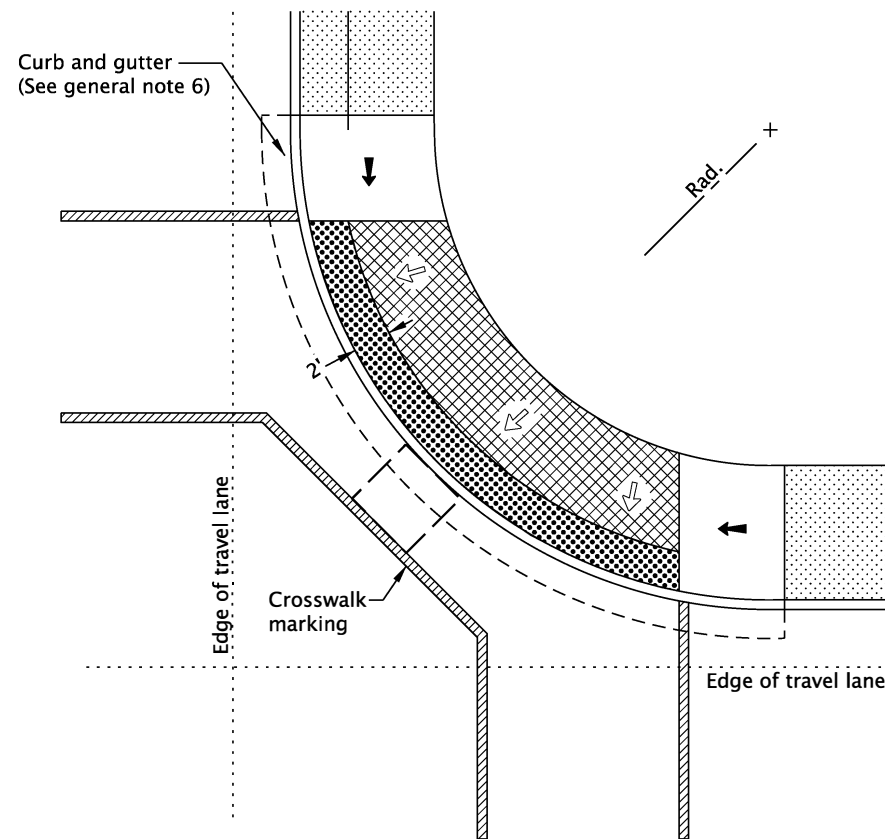 Curb and gutter
(See general note 6)
Rad.
2'
Edge of travel lane
Crosswalk
marking
Edge of travel lane